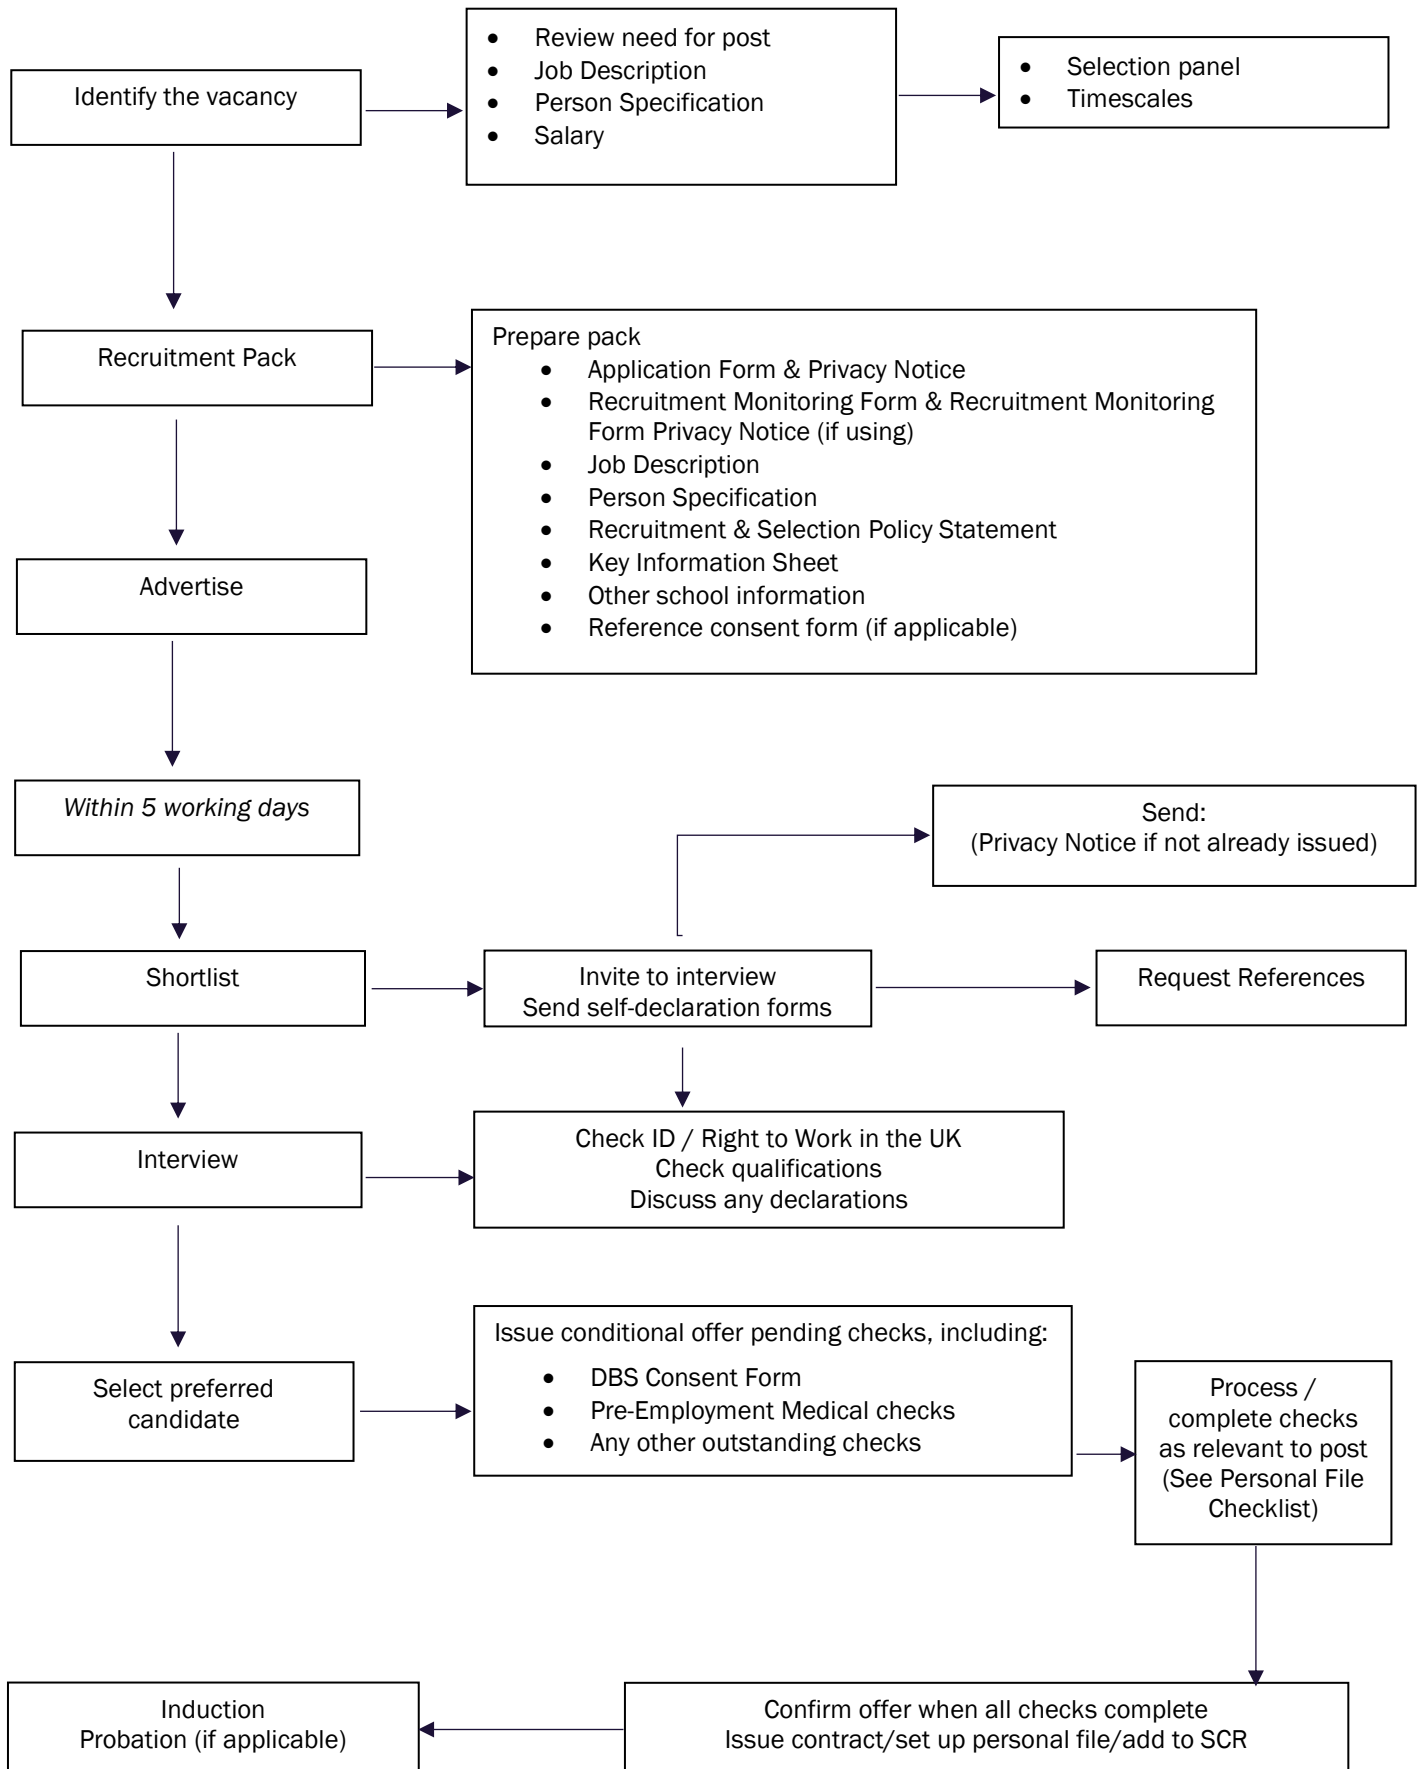 Identify the vacancy
• Review need for post
• Job Description
• Person Specification
• Salary
• Selection panel
• Timescales
Recruitment Pack
Prepare pack
• Application Form & Privacy Notice
• Recruitment Monitoring Form & Recruitment Monitoring
Form Privacy Notice (if using)
• Job Description
• Person Specification
• Recruitment & Selection Policy Statement
• Key Information Sheet
• Other school information
• Reference consent form (if applicable)
Advertise
Within 5 working days
Send:
(Privacy Notice if not already issued)
Shortlist
Invite to interview
Send self-declaration forms
Request References
Interview
Check ID / Right to Work in the UK
Check qualifications
Discuss any declarations
Select preferred
candidate
Issue conditional offer pending checks, including:
• DBS Consent Form
• Pre-Employment Medical checks
• Any other outstanding checks
Process /
complete checks
as relevant to post
(See Personal File
Checklist)
Confirm offer when all checks complete
Issue contract/set up personal file/add to SCR
Induction
Probation (if applicable)